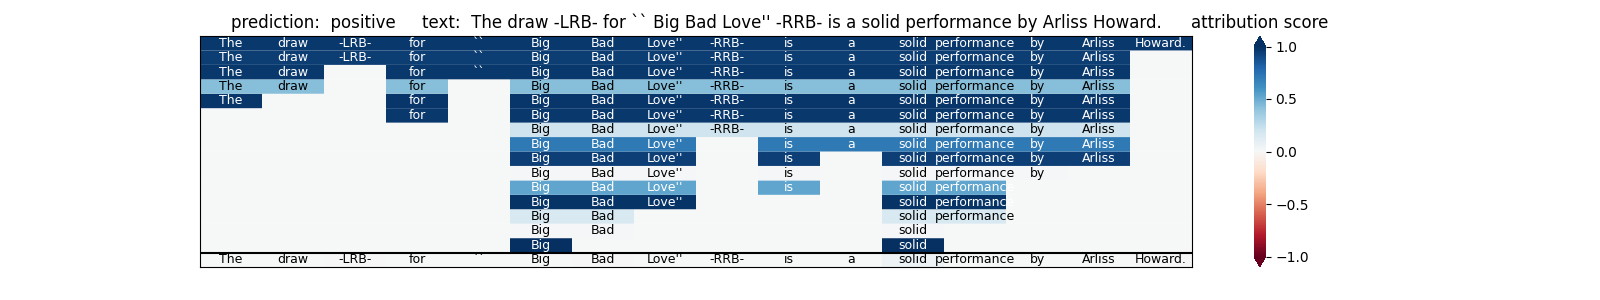 prediction:  positive     text:  The draw -LRB- for `` Big Bad Love'' -RRB- is a solid performance by Arliss Howard.      attribution score
The draw -LRB- for `` Big Bad Love'' -RRB- is a solid performance by Arliss Howard.
The draw -LRB- for `` Big Bad Love'' -RRB- is a solid performance by Arliss
The draw for `` Big Bad Love'' -RRB- is a solid performance by Arliss
The draw for Big Bad Love'' -RRB- is a solid performance by Arliss
The for Big Bad Love'' -RRB- is a solid performance by Arliss
for Big Bad Love'' -RRB- is a solid performance by Arliss
Big Bad Love'' -RRB- is a solid performance by Arliss
Big Bad Love'' is a solid performance by Arliss
Big Bad Love'' is solid performance by Arliss
Big Bad Love'' is solid performance by
Big Bad Love'' is solid performance
Big Bad Love'' solid performance
Big Bad solid performance
Big Bad solid
Big solid
The draw -LRB- for `` Big Bad Love'' -RRB- is a solid performance by Arliss Howard.
1.0
0.5
0.0
−0.5
−1.0